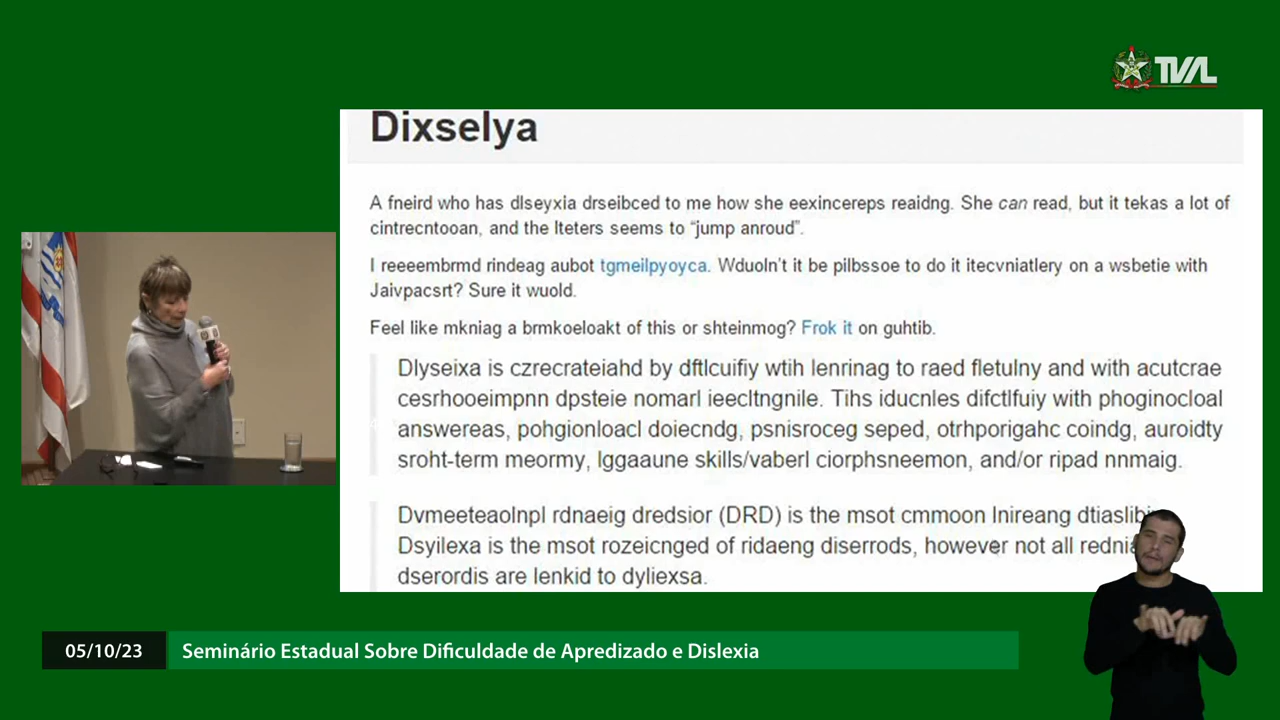 TVAL
Dixselya
A fneird who has dlseyxia drseibced to me how she eexincereps reaidng. She can read, but it tekas a lot of
cintrecntooan, and the lteters seems to “jump anroud”.
I reeeembrmd rindeag aubot tgmeilpyoyca. Wduoln't it be pilbssoe to do it itecvniatlery on a wsbetie with
Jaivpacsrt? Sure it wuold.
Feel like mkniag a brmkoeloakt of this or shteinmog? Frok it on guhtib.
Dlyseixa is czrecrateiahd by dftlcuifiy wtih lenrinag to raed fletulny and with acutcrae
cesrhooeimpnn dpsteie nomarl ieecltngnile. Tihs iducnles difctlfuiy with phoginocloal
answereas, pohgionloacl doiecndg, psnisroceg seped, otrhporigahc coindg, auroidty
sroht-term meormy, lggaaune skills/vaberl ciorphsneemon, and/or ripad nnmaig.
Dvmeeteaolnpl rdnaeig dredsior (DRD) is the msot cmmoon lnireang
Dsyilexa is the msot rozeicnged of ridaeng diserrods, however not all
dserordis are lenkid to dyliexsa.
05/10/23 Seminário Estadual Sobre Dificuldade de Apredizado e Dislexia